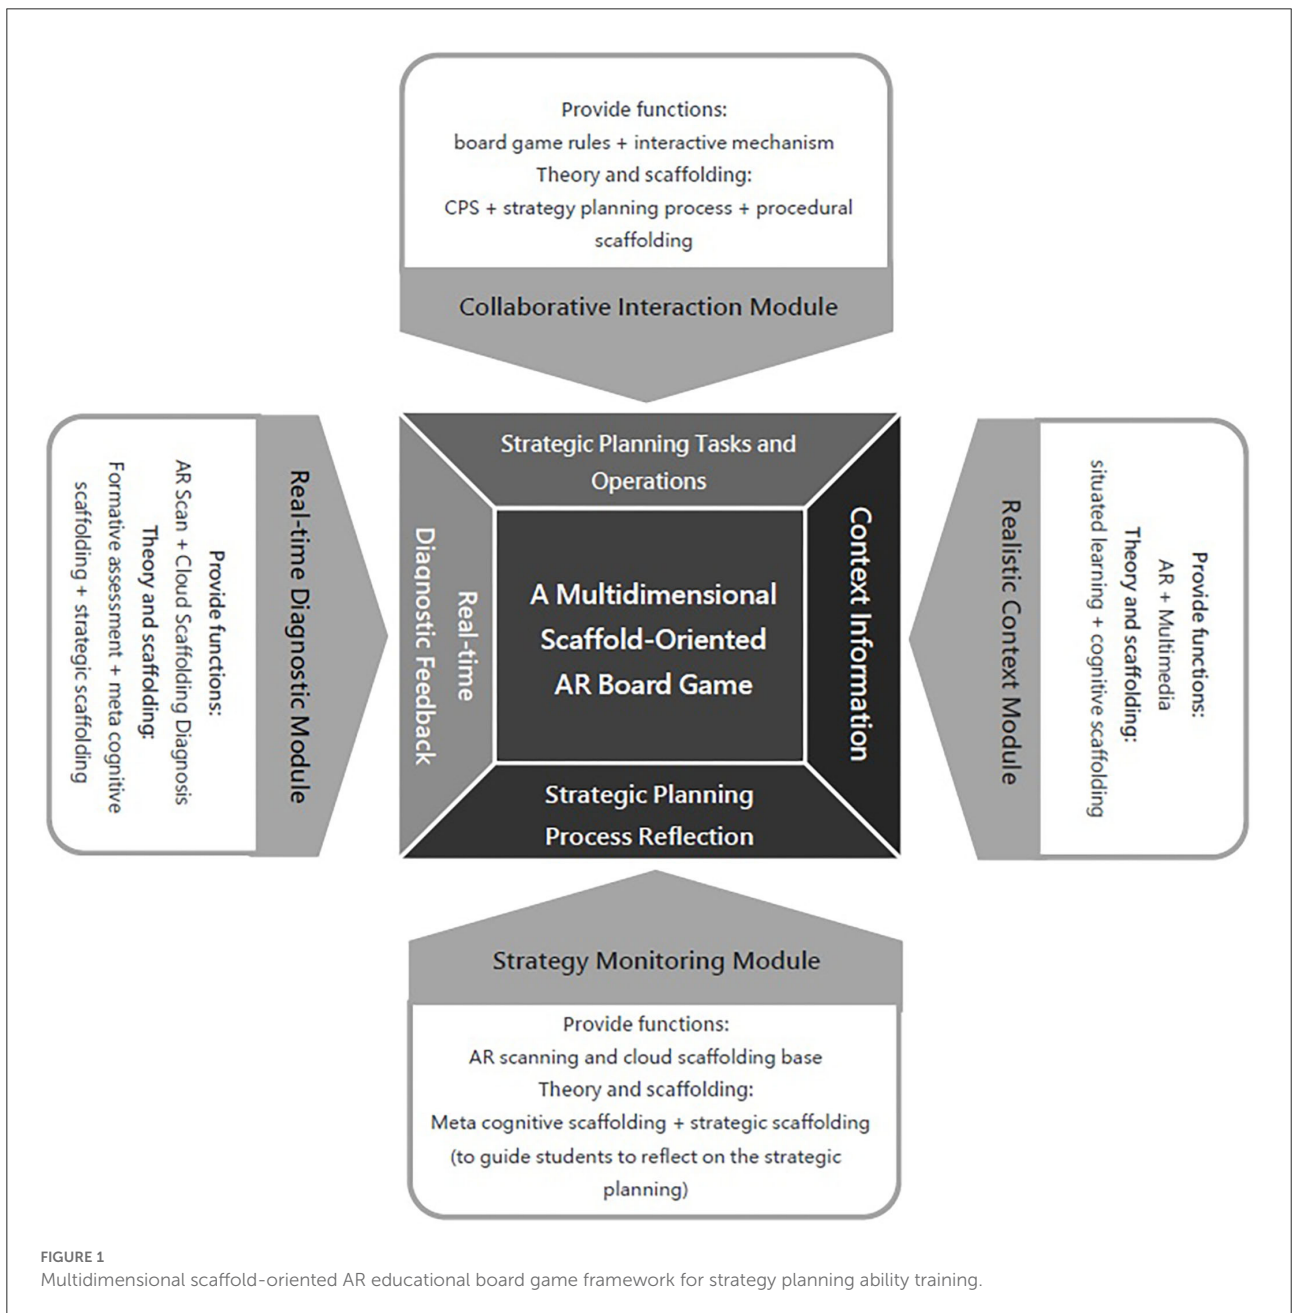 Provide functions:
board game rules + interactive mechanism
Theory and scaffolding:
CPS + strategy planning process + procedural
scaffolding
Collaborative Interaction Module
Provide functions:
AR Scan + Cloud Scaffolding Diagnosis
Theory and scaffolding:
Formative assessment + meta cognitive
scaffolding + strategic scaffolding
Real-time Diagnostic Module
Strategic Planning Tasks and
Operations
Real-time
Diagnostic Feedback
A Multidimensional
Scaffold-Oriented
AR Board Game
Context Information
Strategic Planning
Process Reflection
Provide functions:
AR + Multimedia
Theory and scaffolding:
situated learning + cognitive scaffolding
Realistic Context Module
Strategy Monitoring Module
Provide functions:
AR scanning and cloud scaffolding base
Theory and scaffolding:
Meta cognitive scaffolding + strategic scaffolding
(to guide students to reflect on the strategic
planning)
FIGURE 1
Multidimensional scaffold-oriented AR educational board game framework for strategy planning ability training.